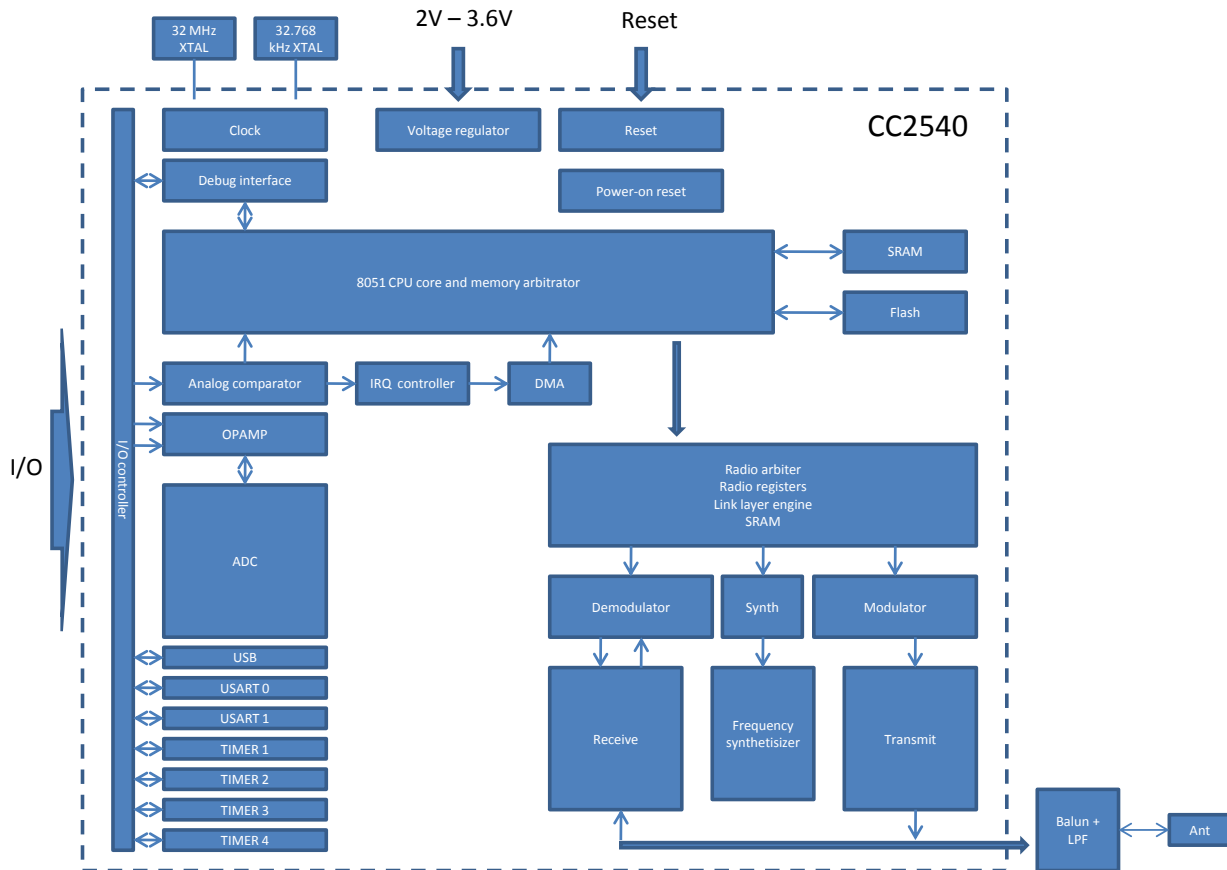 32 MHz
XTAL
32.768
kHz XTAL
2V – 3.6V
Reset
Clock
Voltage regulator
Reset
CC2540
Debug interface
Power-on reset
8051 CPU core and memory arbitrator
SRAM
Flash
Analog comparator
IRQ controller
DMA
OPAMP
I/O
I/O controller
ADC
Radio arbiter
Radio registers
Link layer engine
SRAM
Demodulator
Synth
Modulator
USB
USART 0
USART 1
TIMER 1
TIMER 2
TIMER 3
TIMER 4
Receive
Frequency
synthetisizer
Transmit
Balun +
LPF
Ant